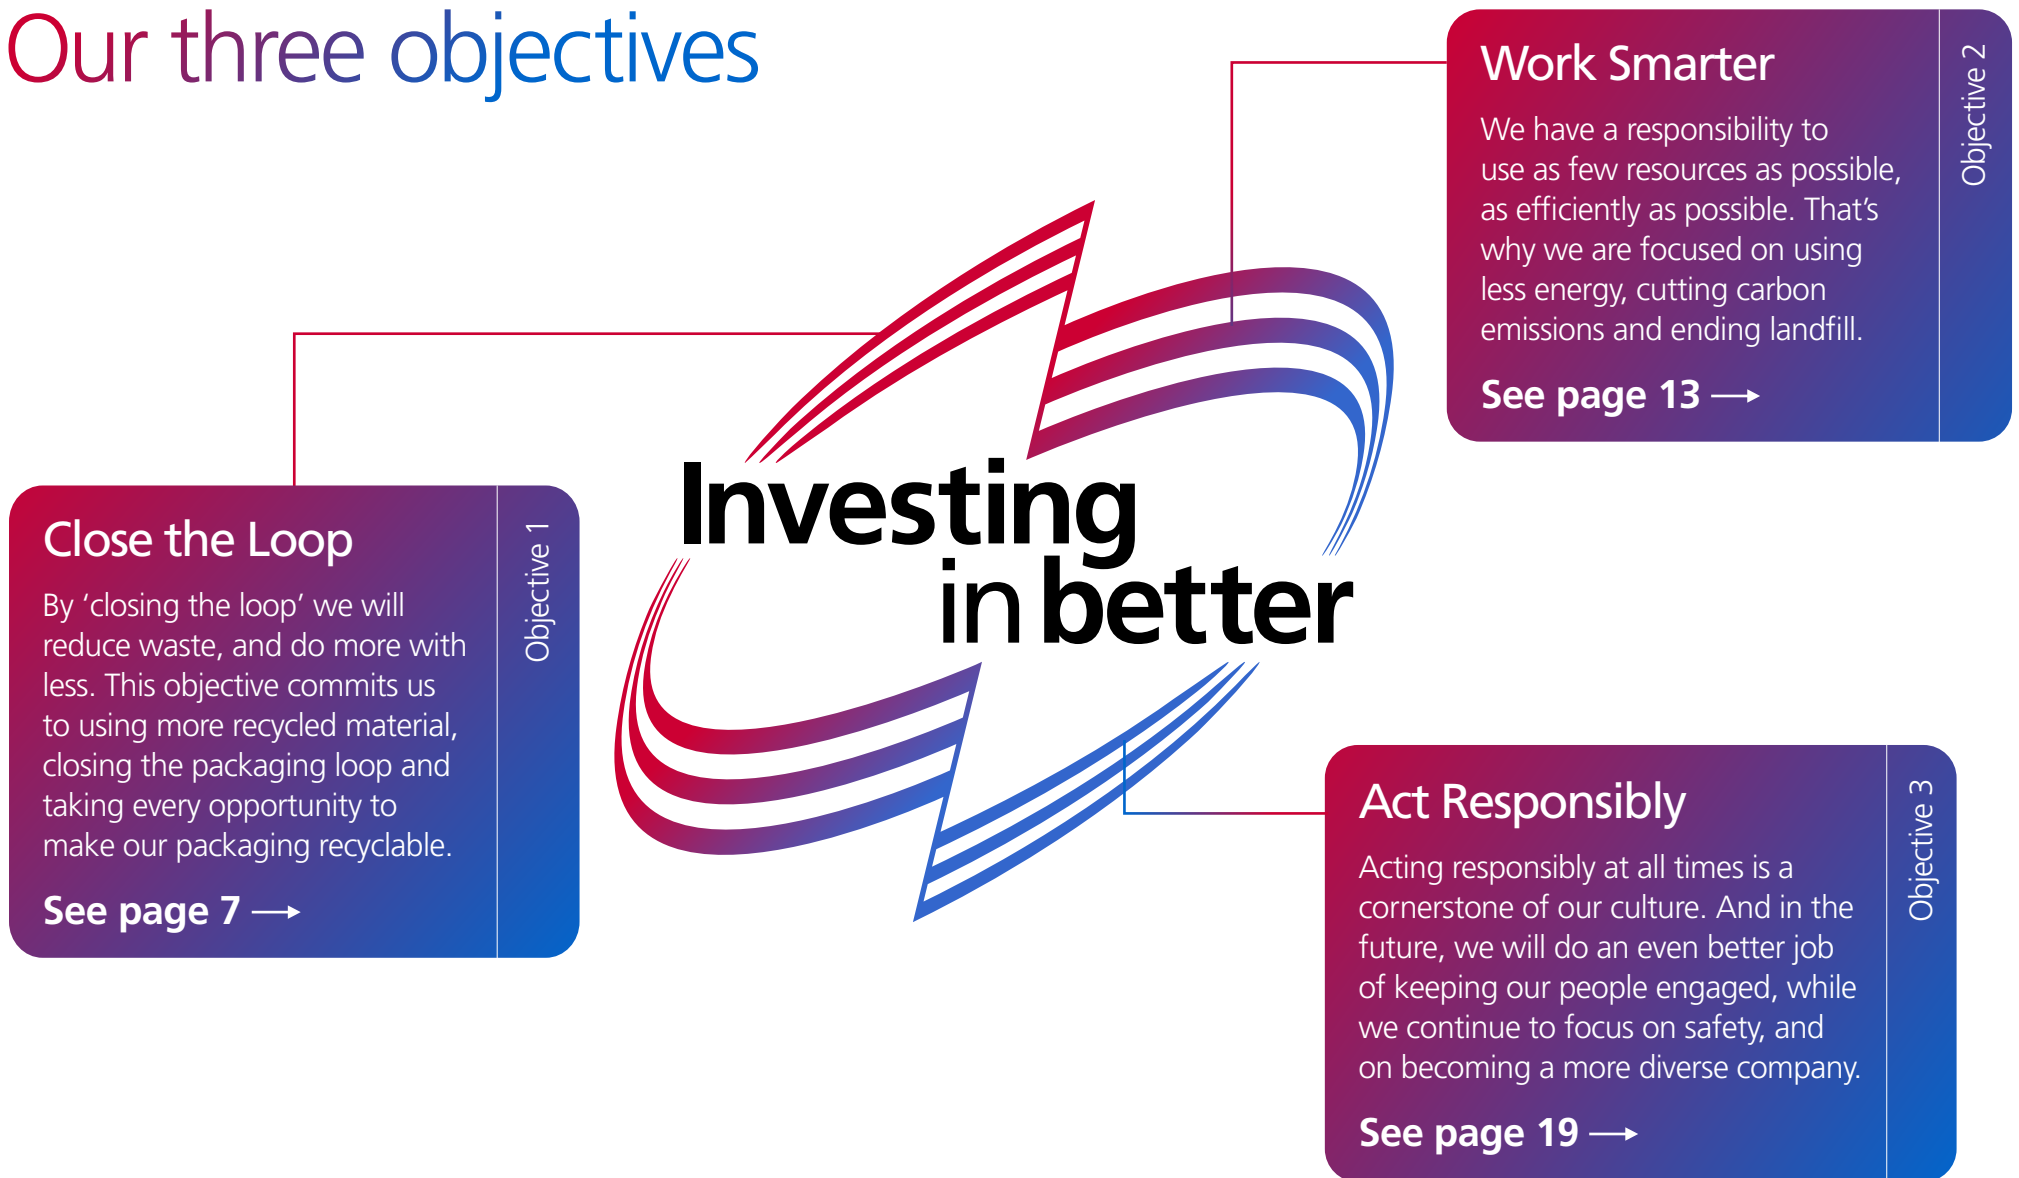 Our three objectives
Close the Loop
By ‘closing the loop’ we will
reduce waste, and do more with
less. This objective commits us
to using more recycled material,
closing the packaging loop and
taking every opportunity to
make our packaging recyclable.
See page 7
Objective 1
Investing
in better
Work Smarter
We have a responsibility to
use as few resources as possible,
as efficiently as possible. That’s
why we are focused on using
less energy, cutting carbon
emissions and ending landfill.
See page 13
Objective 2
Act Responsibly
Acting responsibly at all times is a
cornerstone of our culture. And in the
future, we will do an even better job
of keeping our people engaged, while
we continue to focus on safety, and
on becoming a more diverse company.
See page 19
Objective 3